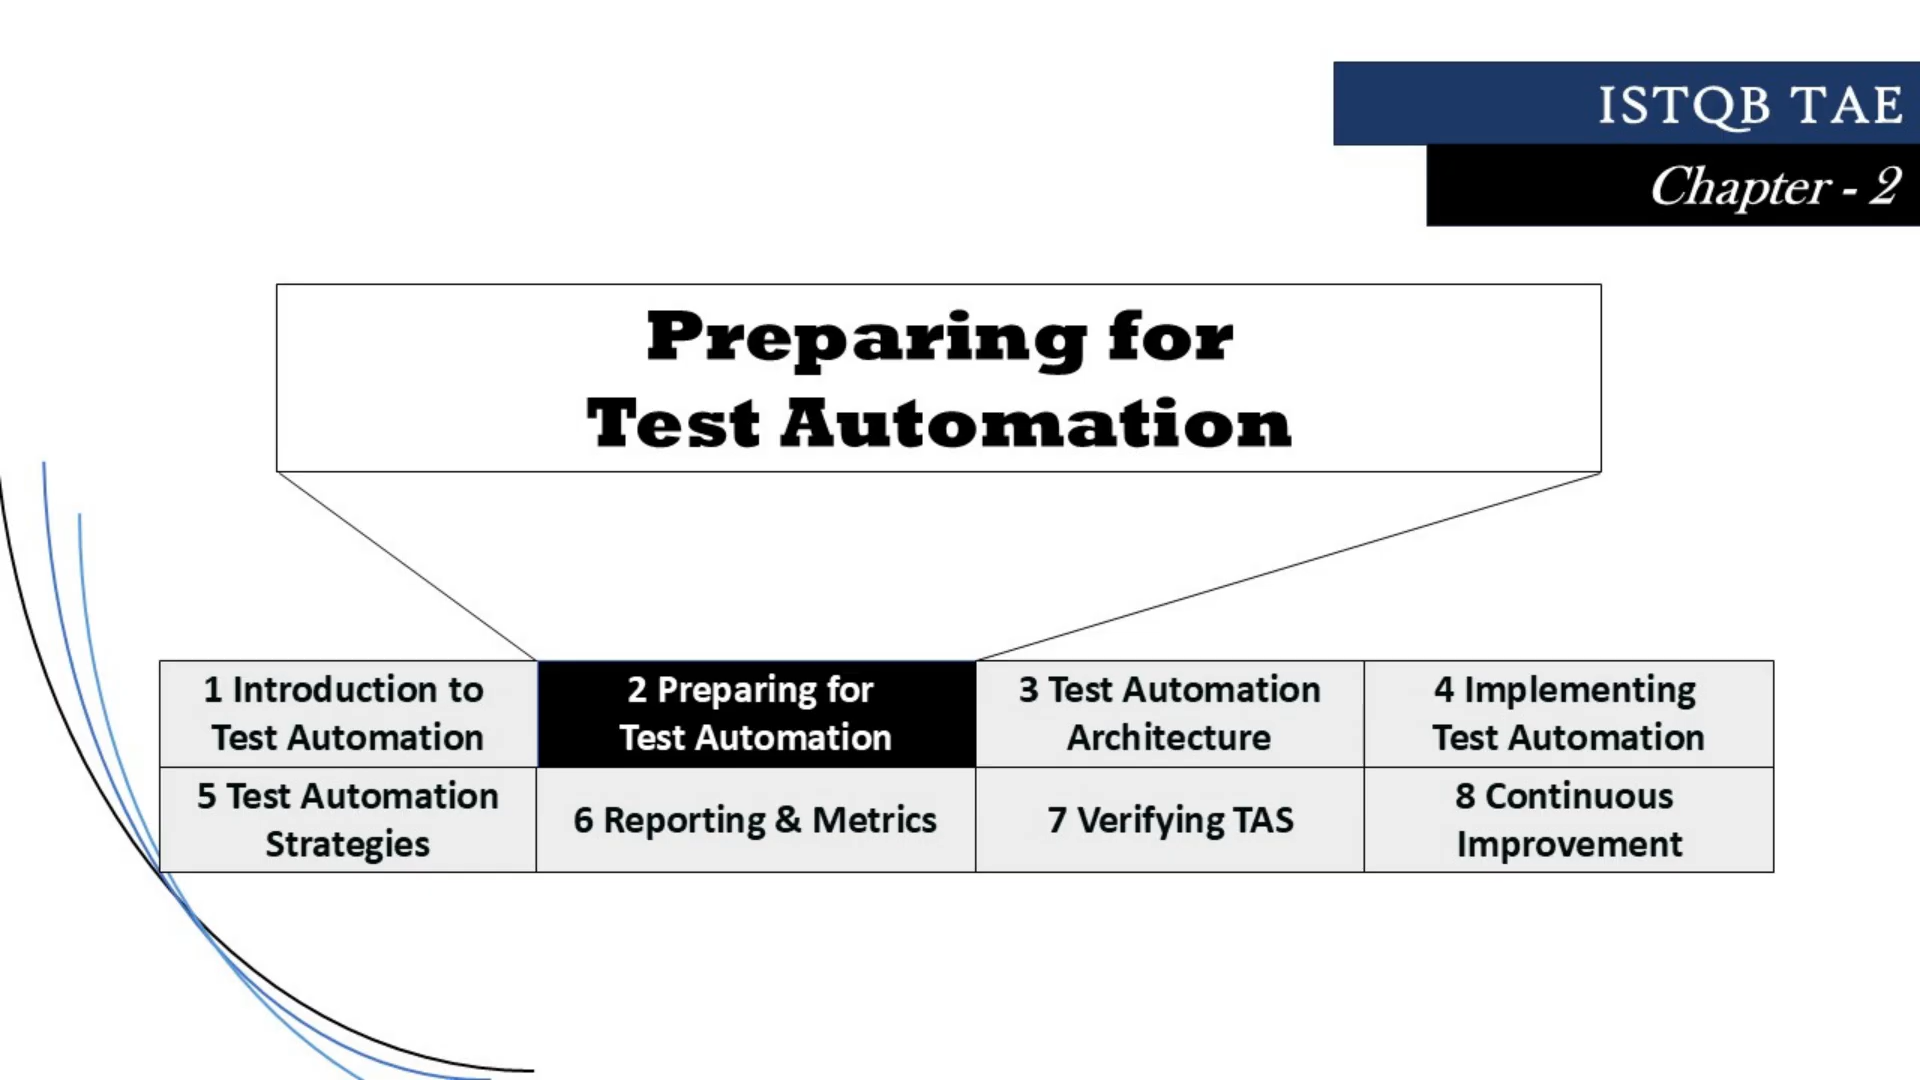 ISTQB TAE
Chapter - 2
Preparing for
Test Automation
1 Introduction to
Test Automation
2 Preparing for
Test Automation
3 Test Automation
Architecture
4 Implementing
Test Automation
5 Test Automation
Strategies
6 Reporting & Metrics
7 Verifying TAS
8 Continuous
Improvement